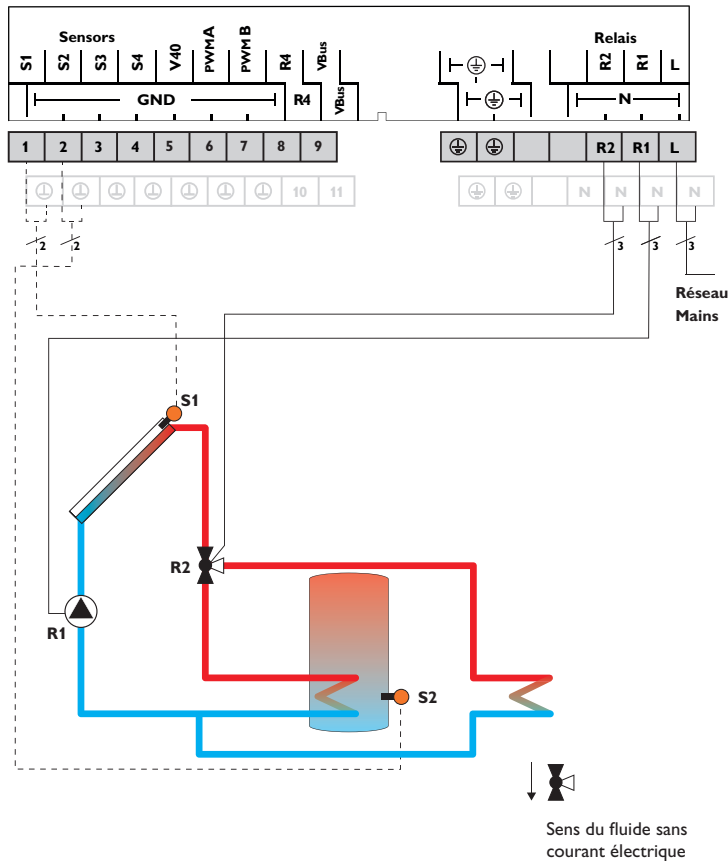 Sensors
Relais
S1 S2 S3 S4 V40 PWMA PWM B R4 VBus
R2 R1 L
GND
R4
VBus
N
1 2 3 4 5 6 7 8 9
R2 R1 L
10 11
N N N N
2 2
3 3 3
Réseau
Mains
S1
R2
R1
S2
Sens du fluide sans
courant électrique